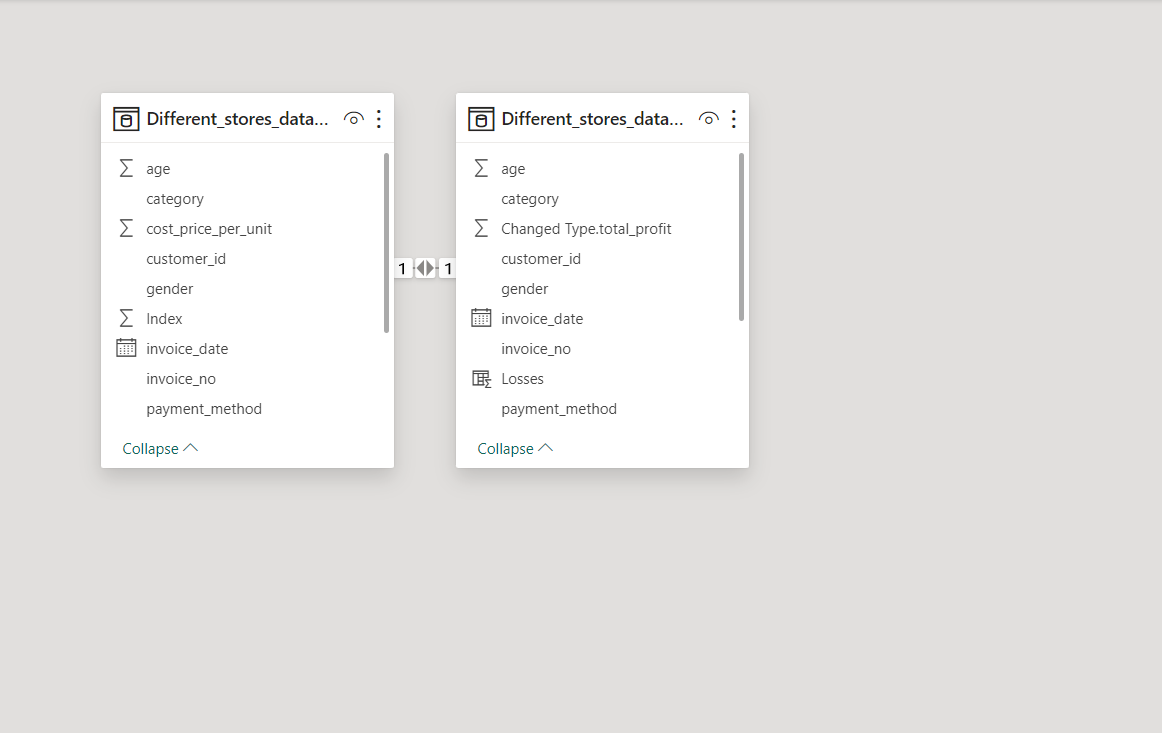 Different_stores_data...
age
category
cost_price_per_unit
customer_id
gender
Index
invoice_date
invoice_no
payment_method
Collapse
1 1
Different_stores_data...
age
category
Changed Type.total_profit
customer_id
gender
invoice_date
invoice_no
Losses
payment_method
Collapse